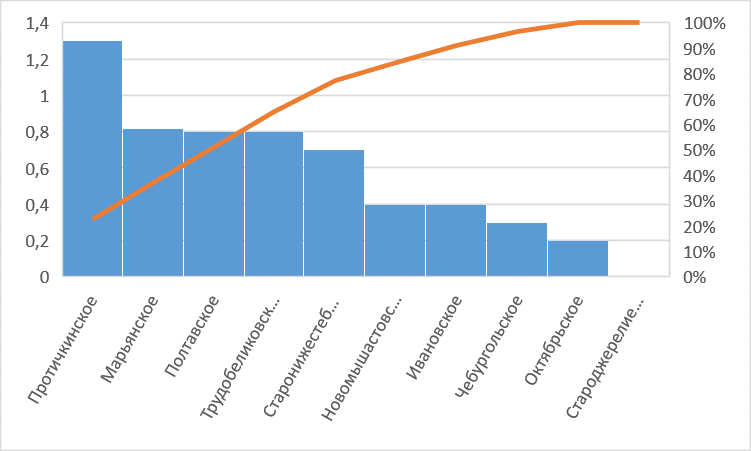 1,4
1,2
1
0,8
0,6
0,4
0,2
0
100%
90%
80%
70%
60%
50%
40%
30%
20%
10%
0%
Протичкинское
Марьянское
Полтавское
Трудобеликовск...
Старонижестеб...
Новомышастовс...
Ивановское
Чебургольское
Октябрьское
Староджерелие...